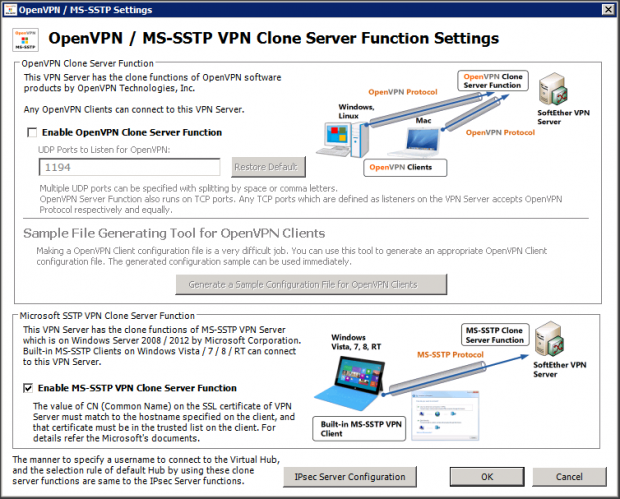 OpenVPN / MS-SSTP Settings
OpenVPN
MS-SSTP
OpenVPN / MS-SSTP VPN Clone Server Function Settings
OpenVPN Clone Server Function
This VPN Server has the clone functions of OpenVPN software
products by OpenVPN Technologies, Inc.
Any OpenVPN Clients can connect to this VPN Server.
Enable OpenVPN Clone Server Function
UDP Ports to Listen for OpenVPN:
1194
Restore Default
OpenVPN Protocol
OpenVPN Clone
Server Function
Windows,
Linux
Mac
SoftEther VPN
Server
OpenVPN Protocol
OpenVPN Clients
Multiple UDP ports can be specified with splitting by space or comma letters.
OpenVPN Server Function also runs on TCP ports. Any TCP ports which are defined as listeners on the VPN Server accepts OpenVPN
Protocol respectively and equally.
Sample File Generating Tool for OpenVPN Clients
Making a OpenVPN Client configuration file is a very difficult job. You can use this tool to generate an appropriate OpenVPN Client
configuration file. The generated configuration sample can be used immediately.
Generate a Sample Configuration File for OpenVPN Clients
Microsoft SSTP VPN Clone Server Function
This VPN Server has the clone functions of MS-SSTP VPN Server
which is on Windows Server 2008 / 2012 by Microsoft Corporation.
Built-in MS-SSTP Clients on Windows Vista / 7 / 8 / RT can connect
to this VPN Server.
Enable MS-SSTP VPN Clone Server Function
The value of CN (Common Name) on the SSL certificate of VPN
Server must match to the hostname specified on the client, and
that certificate must be in the trusted list on the client. For
details refer the Microsoft's documents.
Windows
Vista, 7, 8, RT
MS-SSTP Clone
Server Function
MS-SSTP Protocol
SoftEther VPN
Server
Built-in MS-SSTP VPN
Client
The manner to specify a username to connect to the Virtual Hub,
and the selection rule of default Hub by using these clone
server functions are same to the IPsec Server functions.
IPsec Server Configuration
OK
Cancel